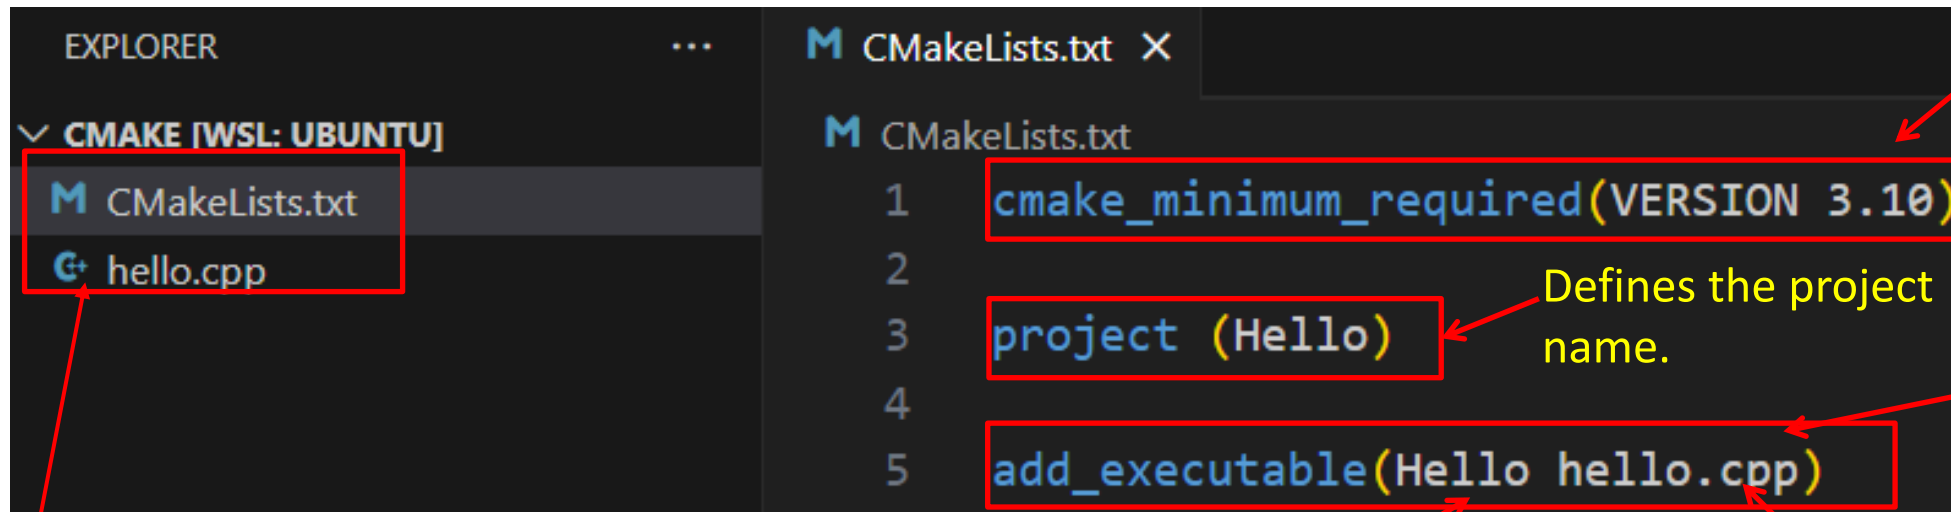 EXPLORER ...
CMAKE [WSL: UBUNTU]
CMakeLists.txt
hello.cpp
CMakeLists.txt
CMakeLists.txt
1 cmake_minimum_required(VERSION 3.10)
2
3 project (Hello)
4
5 add_executable(Hello hello.cpp)
Defines the project
name.